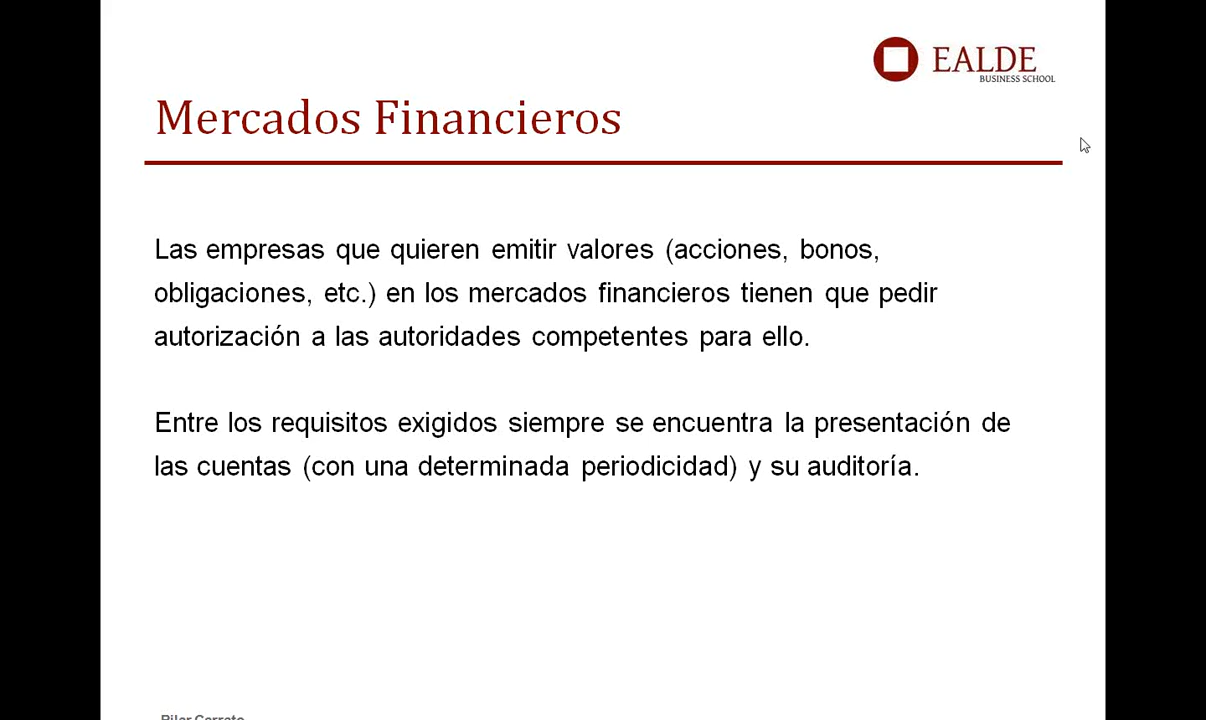 EALDE
BUSINESS SCHOOL
Mercados Financieros
Las empresas que quieren emitir valores (acciones, bonos,
obligaciones, etc.) en los mercados financieros tienen que pedir
autorización a las autoridades competentes para ello.
Entre los requisitos exigidos siempre se encuentra la presentación de
las cuentas (con una determinada periodicidad) y su auditoría.